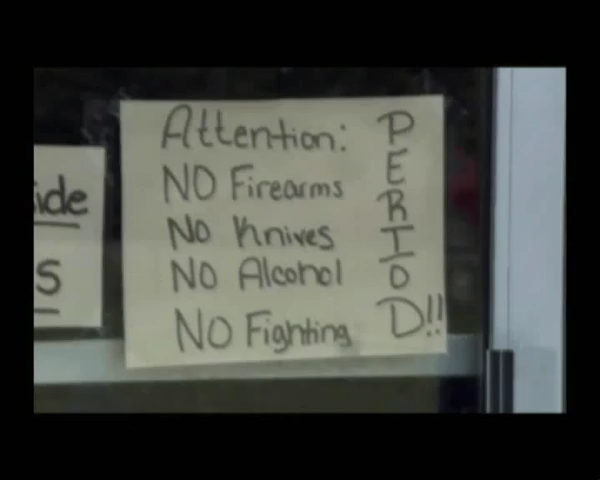 ide
s
Attention:
NO Firearms
No Knives
No Alcohol
NO Fighting
PERIOD!!